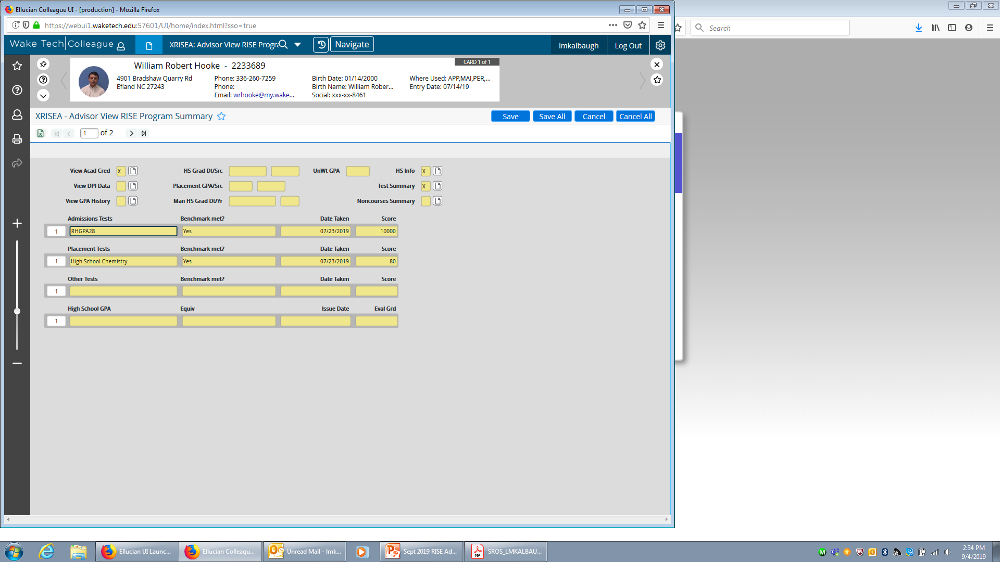 Ellucian Colleague UI - [production] - Mozilla Firefox
https://webui1.waketech.edu:57601/UI/home/index.html?sso=true
Search
Wake Tech Colleague
XRISEA: Advisor View RISE Progra
Navigate
lmkalbaugh
Log Out
CARD 1 of 1
William Robert Hooke - 2233689
4901 Bradshaw Quarry Rd
Efland NC 27243
Phone: 336-260-7259
Phone:
Email: wrhooke@my.wake...
Birth Date: 01/14/2000
Birth Name: William Rober...
Social: xxx-xx-8461
Where Used: APP,MAI,PER,...
Entry Date: 07/14/19
XRISEA - Advisor View RISE Program Summary
Save
Save All
Cancel
Cancel All
1 of 2
View Acad Cred X HS Grad Dt/Src UnWt GPA HS Info X
View DPI Data Placement GPA/Src Test Summary X
View GPA History Man HS Grad Dt/Yr Noncourses Summary
Admissions Tests Benchmark met? Date Taken Score
1 RHGPA28 Yes 07/23/2019 10000
Placement Tests Benchmark met? Date Taken Score
1 High School Chemistry Yes 07/23/2019 80
Other Tests Benchmark met? Date Taken Score
1
High School GPA Equiv Issue Date Eval Grd
1
Ellucian UI Launc...
Ellucian Colleagu...
Unread Mail - lmk...
Sept 2019 RISE Ad...
SROS_LMKALBAU...
2:34 PM
9/4/2019